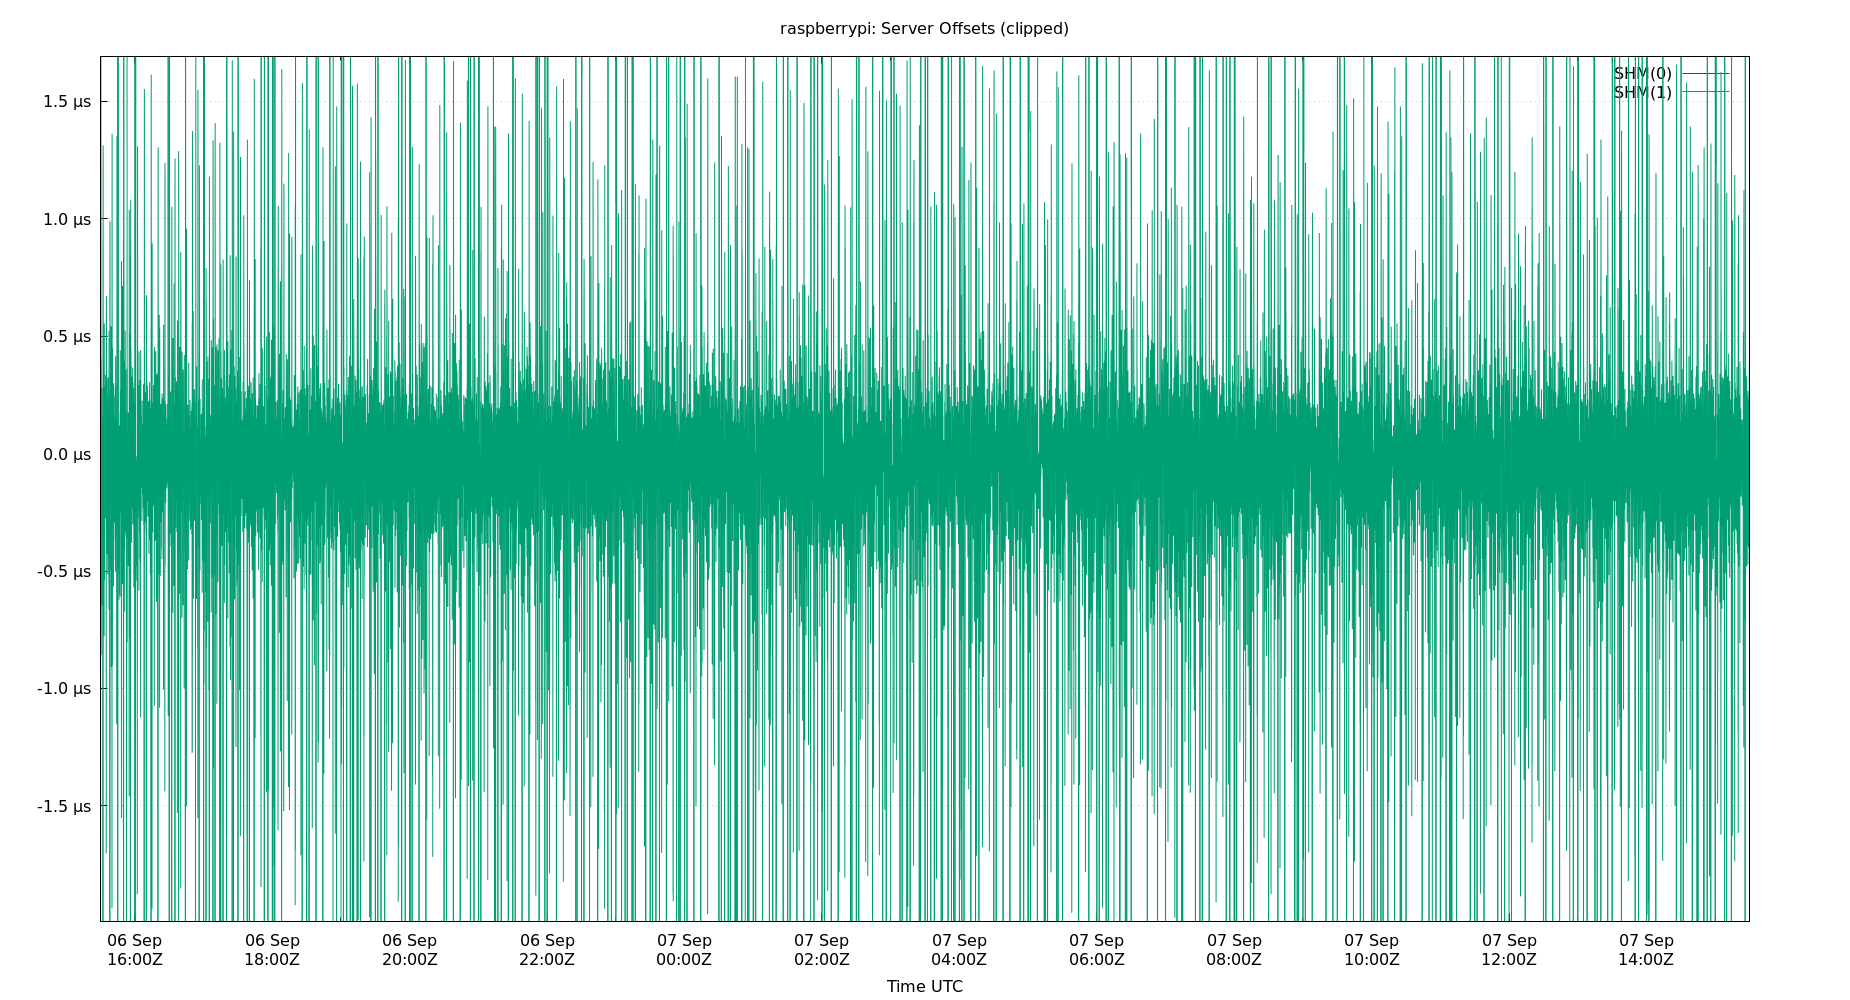 raspberrypi: Server Offsets (clipped)
SHM(0)
SHM(1)
1.5 µs
1.0 µs
0.5 µs
0.0 µs
-0.5 µs
-1.0 µs
-1.5 µs
06 Sep 06 Sep 06 Sep 06 Sep 07 Sep 07 Sep 07 Sep 07 Sep 07 Sep 07 Sep 07 Sep 07 Sep
16:00Z 18:00Z 20:00Z 22:00Z 00:00Z 02:00Z 04:00Z 06:00Z 08:00Z 10:00Z 12:00Z 14:00Z
Time UTC